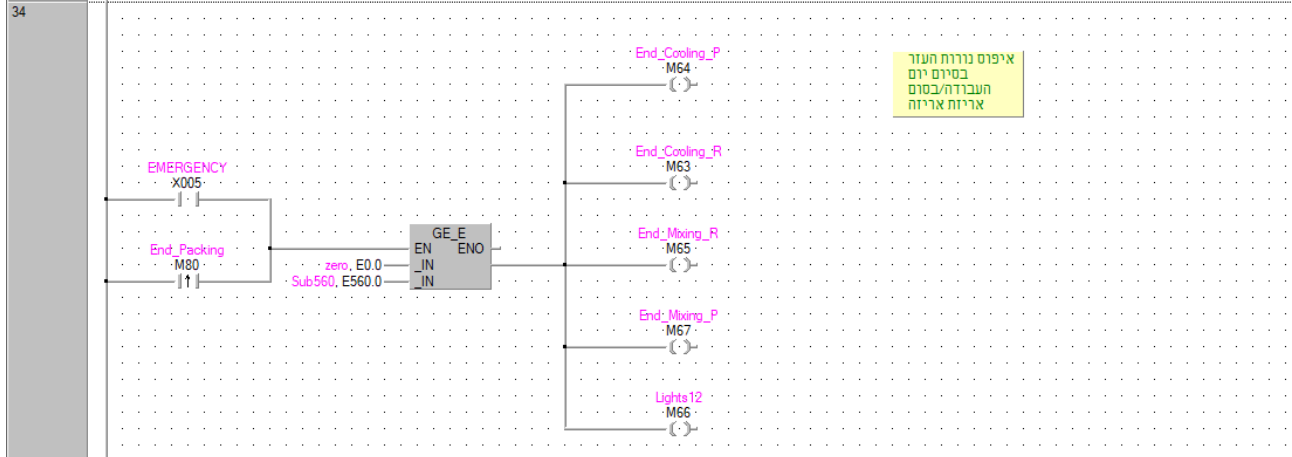 34
End_Cooling_P
M64
איפוס נורות העזר
בסיום יום
העבודה/בסום
אריזת אריזה
End_Cooling_R
M63
EMERGENCY
X005
End_Mixing_R
M65
GE_E
EN ENO
End_Packing
M80
zero, E0.0 _IN
Sub560, E560.0 _IN
End_Mixing_P
M67
Lights12
M66